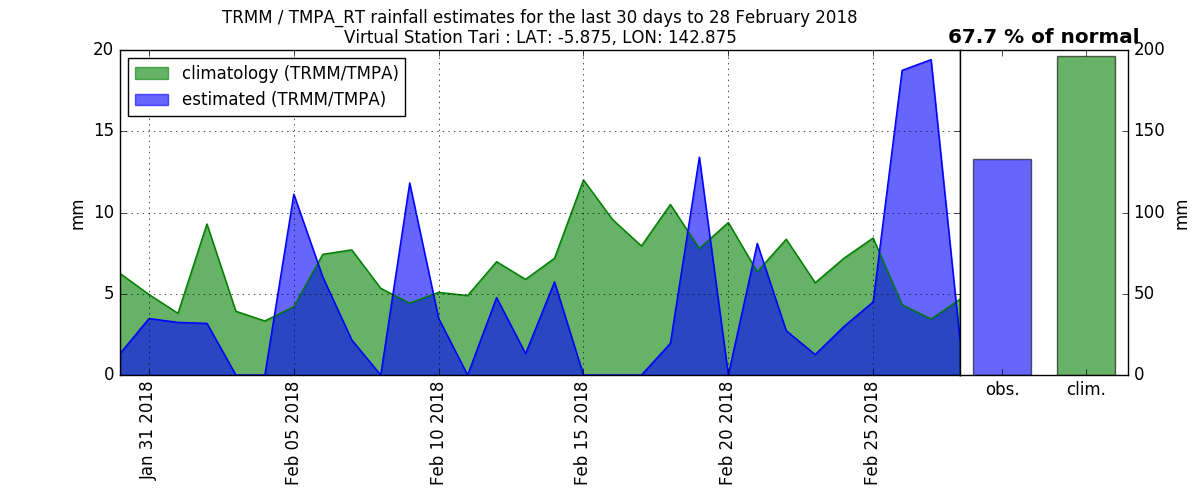 TRMM / TMPA_RT rainfall estimates for the last 30 days to 28 February 2018
Virtual Station Tari : LAT: -5.875, LON: 142.875
67.7 % of normal
climatology (TRMM/TMPA)
estimated (TRMM/TMPA)
20
15
10
5
0
mm
Jan 31 2018
Feb 05 2018
Feb 10 2018
Feb 15 2018
Feb 20 2018
Feb 25 2018
obs.
clim.
200
150
100
50
0
mm